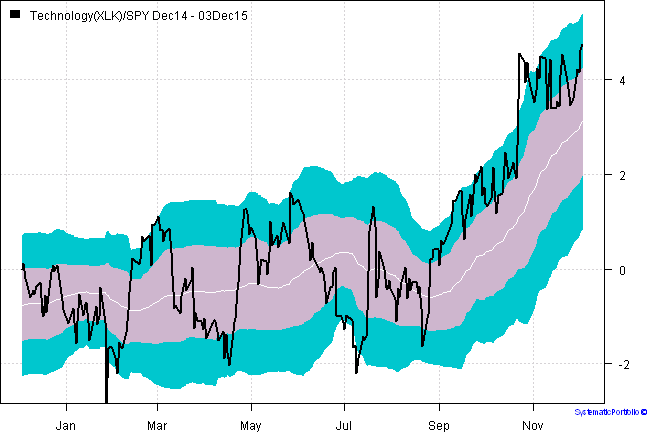 Technology(XLK)/SPY Dec14 - 03Dec15
4
2
0
-2
Jan Mar May Jul Sep Nov
SystematicPortfolio ©